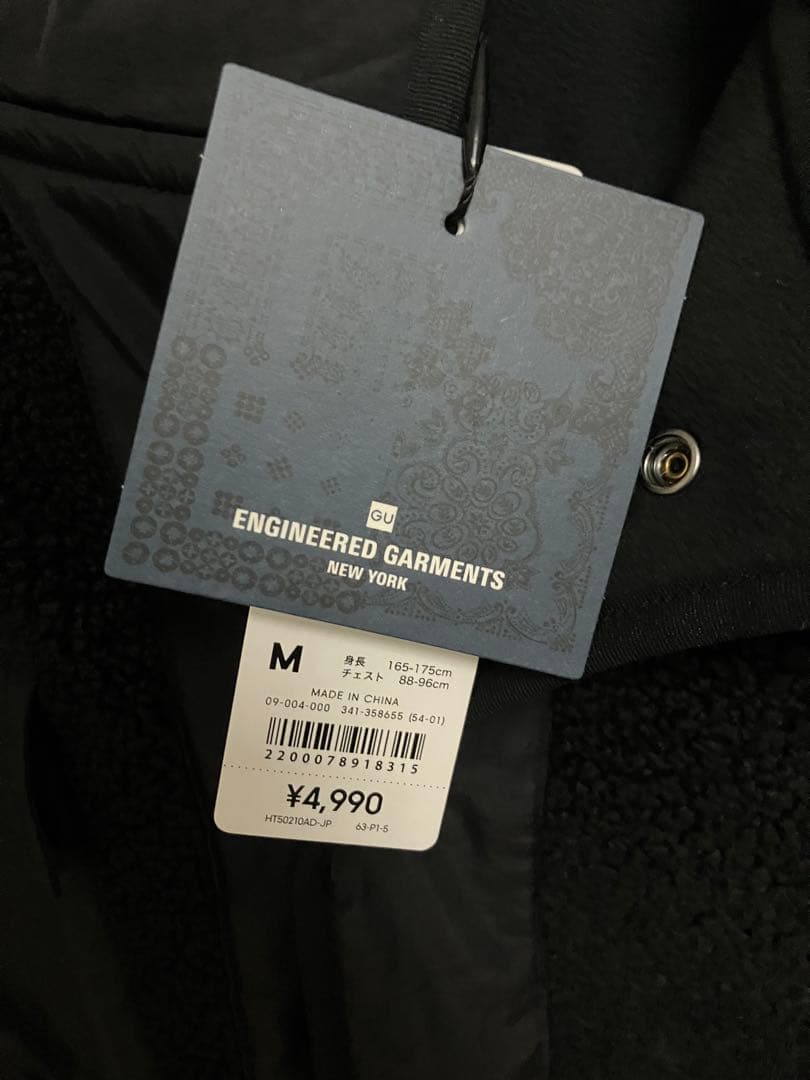 GU
ENGINEERED GARMENTS
NEW YORK
M 身長 165-175cm
チェスト 88-96cm
MADE IN CHINA
09-004-000 341-358655 (54-01)
2200078918315
¥4,990
HT50210AD-JP 63-P1-5